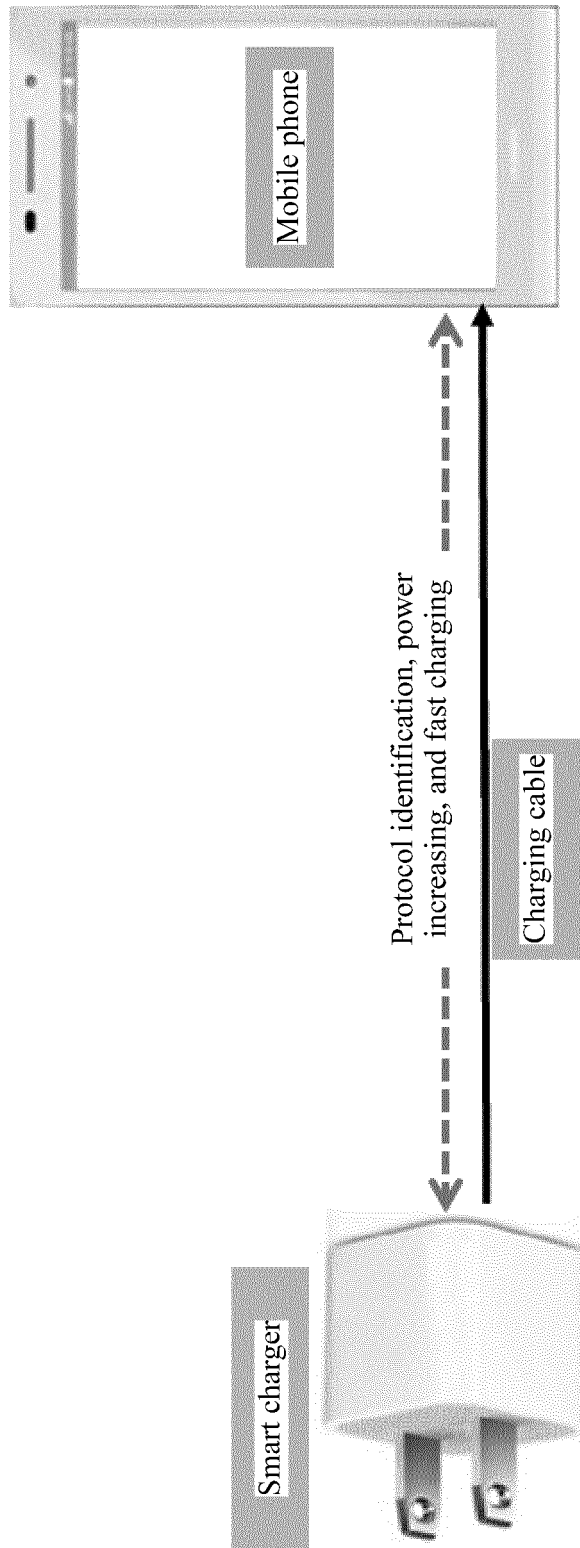 Smart charger
Protocol identification, power
increasing, and fast charging
Charging cable
Mobile phone